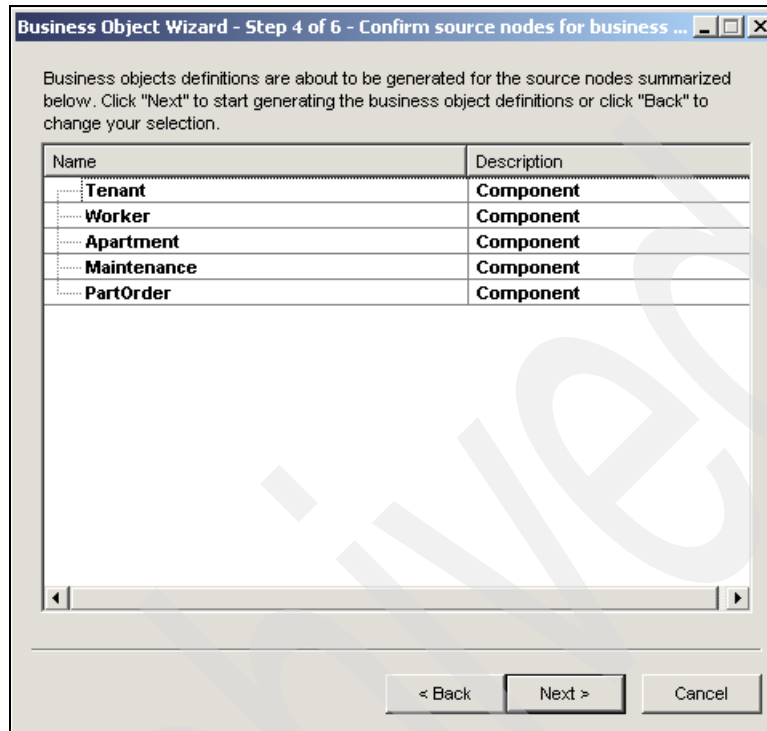 Business Object Wizard - Step 4 of 6 - Confirm source nodes for business ...
Business objects definitions are about to be generated for the source nodes summarized
below. Click "Next" to start generating the business object definitions or click "Back" to
change your selection.
Name Description
Tenant Component
Worker Component
Apartment Component
Maintenance Component
PartOrder Component
< Back Next > Cancel